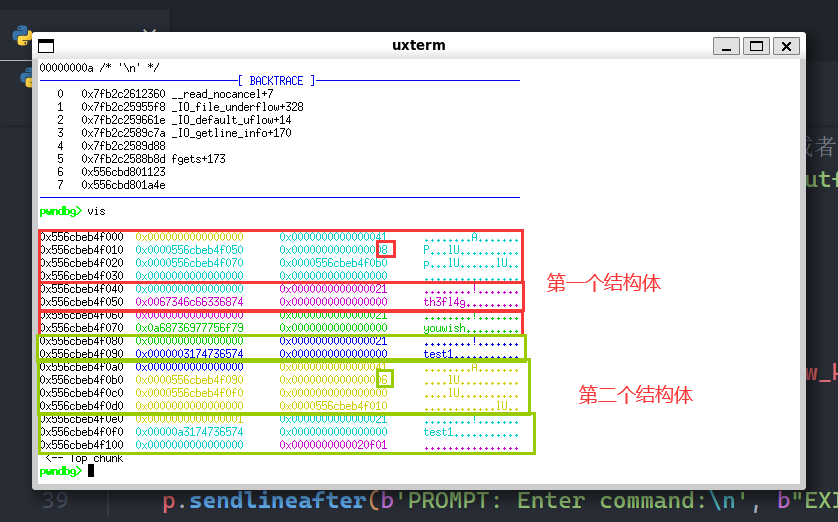 uxterm
00000000a /* '\n' */
[ BACKTRACE ]
0 0x7fb2c2612360 __read_nocancel+7
1 0x7fb2c25955f8 _IO_file_underflow+328
2 0x7fb2c259661e _IO_default_uflow+14
3 0x7fb2c2589c7a _IO_getline_info+170
4 0x7fb2c2589d88
5 0x7fb2c2588b8d fgets+173
6 0x556cbd801123
7 0x556cbd801a4e
pwndbg> vis
0x556cbeb4f000 0x0000000000000000 0x0000000000000041 ........A.......
0x556cbeb4f010 0x0000556cbeb4f050 0x0000000000000008 P...lU..........
0x556cbeb4f020 0x0000556cbeb4f070 0x0000556cbeb4f0b0 p...lU......lU..
0x556cbeb4f030 0x0000000000000000 0x0000000000000000 ................
0x556cbeb4f040 0x0000000000000000 0x0000000000000021 ........!.......
0x556cbeb4f050 0x0067346c66336874 0x0000000000000000 th3fl4g.........
第一个结构体
0x556cbeb4f060 0x0000000000000000 0x0000000000000021 ........!.......
0x556cbeb4f070 0x0a68736977756f79 0x0000000000000000 youwish.........
0x556cbeb4f080 0x0000000000000000 0x0000000000000021 ........!.......
0x556cbeb4f090 0x0000003174736574 0x0000000000000000 test1...........
0x556cbeb4f0a0 0x0000000000000000 0x0000000000000041 ........A.......
0x556cbeb4f0b0 0x0000556cbeb4f090 0x0000000000000006 ....lU..........
0x556cbeb4f0c0 0x0000556cbeb4f0f0 0x0000000000000000 ....lU..........
0x556cbeb4f0d0 0x0000000000000000 0x0000556cbeb4f010 ............lU..
第二个结构体
0x556cbeb4f0e0 0x0000000000000001 0x0000000000000021 ........!.......
0x556cbeb4f0f0 0x00000a3174736574 0x0000000000000000 test1...........
0x556cbeb4f100 0x0000000000000000 0x0000000000020f01 ................
<-- Top chunk
pwndbg>
或者
utf
w_k
39 p.sendlineafter(b'PROMPT: Enter command:\n', b"EXI